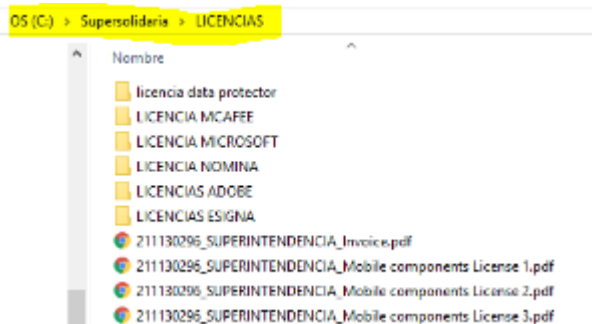 OS (C:) > Supersolidaria > LICENCIAS
Nombre
licencia data protector
LICENCIA MCAFEE
LICENCIA MICROSOFT
LICENCIA NOMINA
LICENCIAS ADOBE
LICENCIAS ESIGNA
211130296_SUPERINTENDENCIA_Invoice.pdf
211130296_SUPERINTENDENCIA_Mobile components License 1.pdf
211130296_SUPERINTENDENCIA_Mobile components License 2.pdf
211130296_SUPERINTENDENCIA_Mobile components License 3.pdf